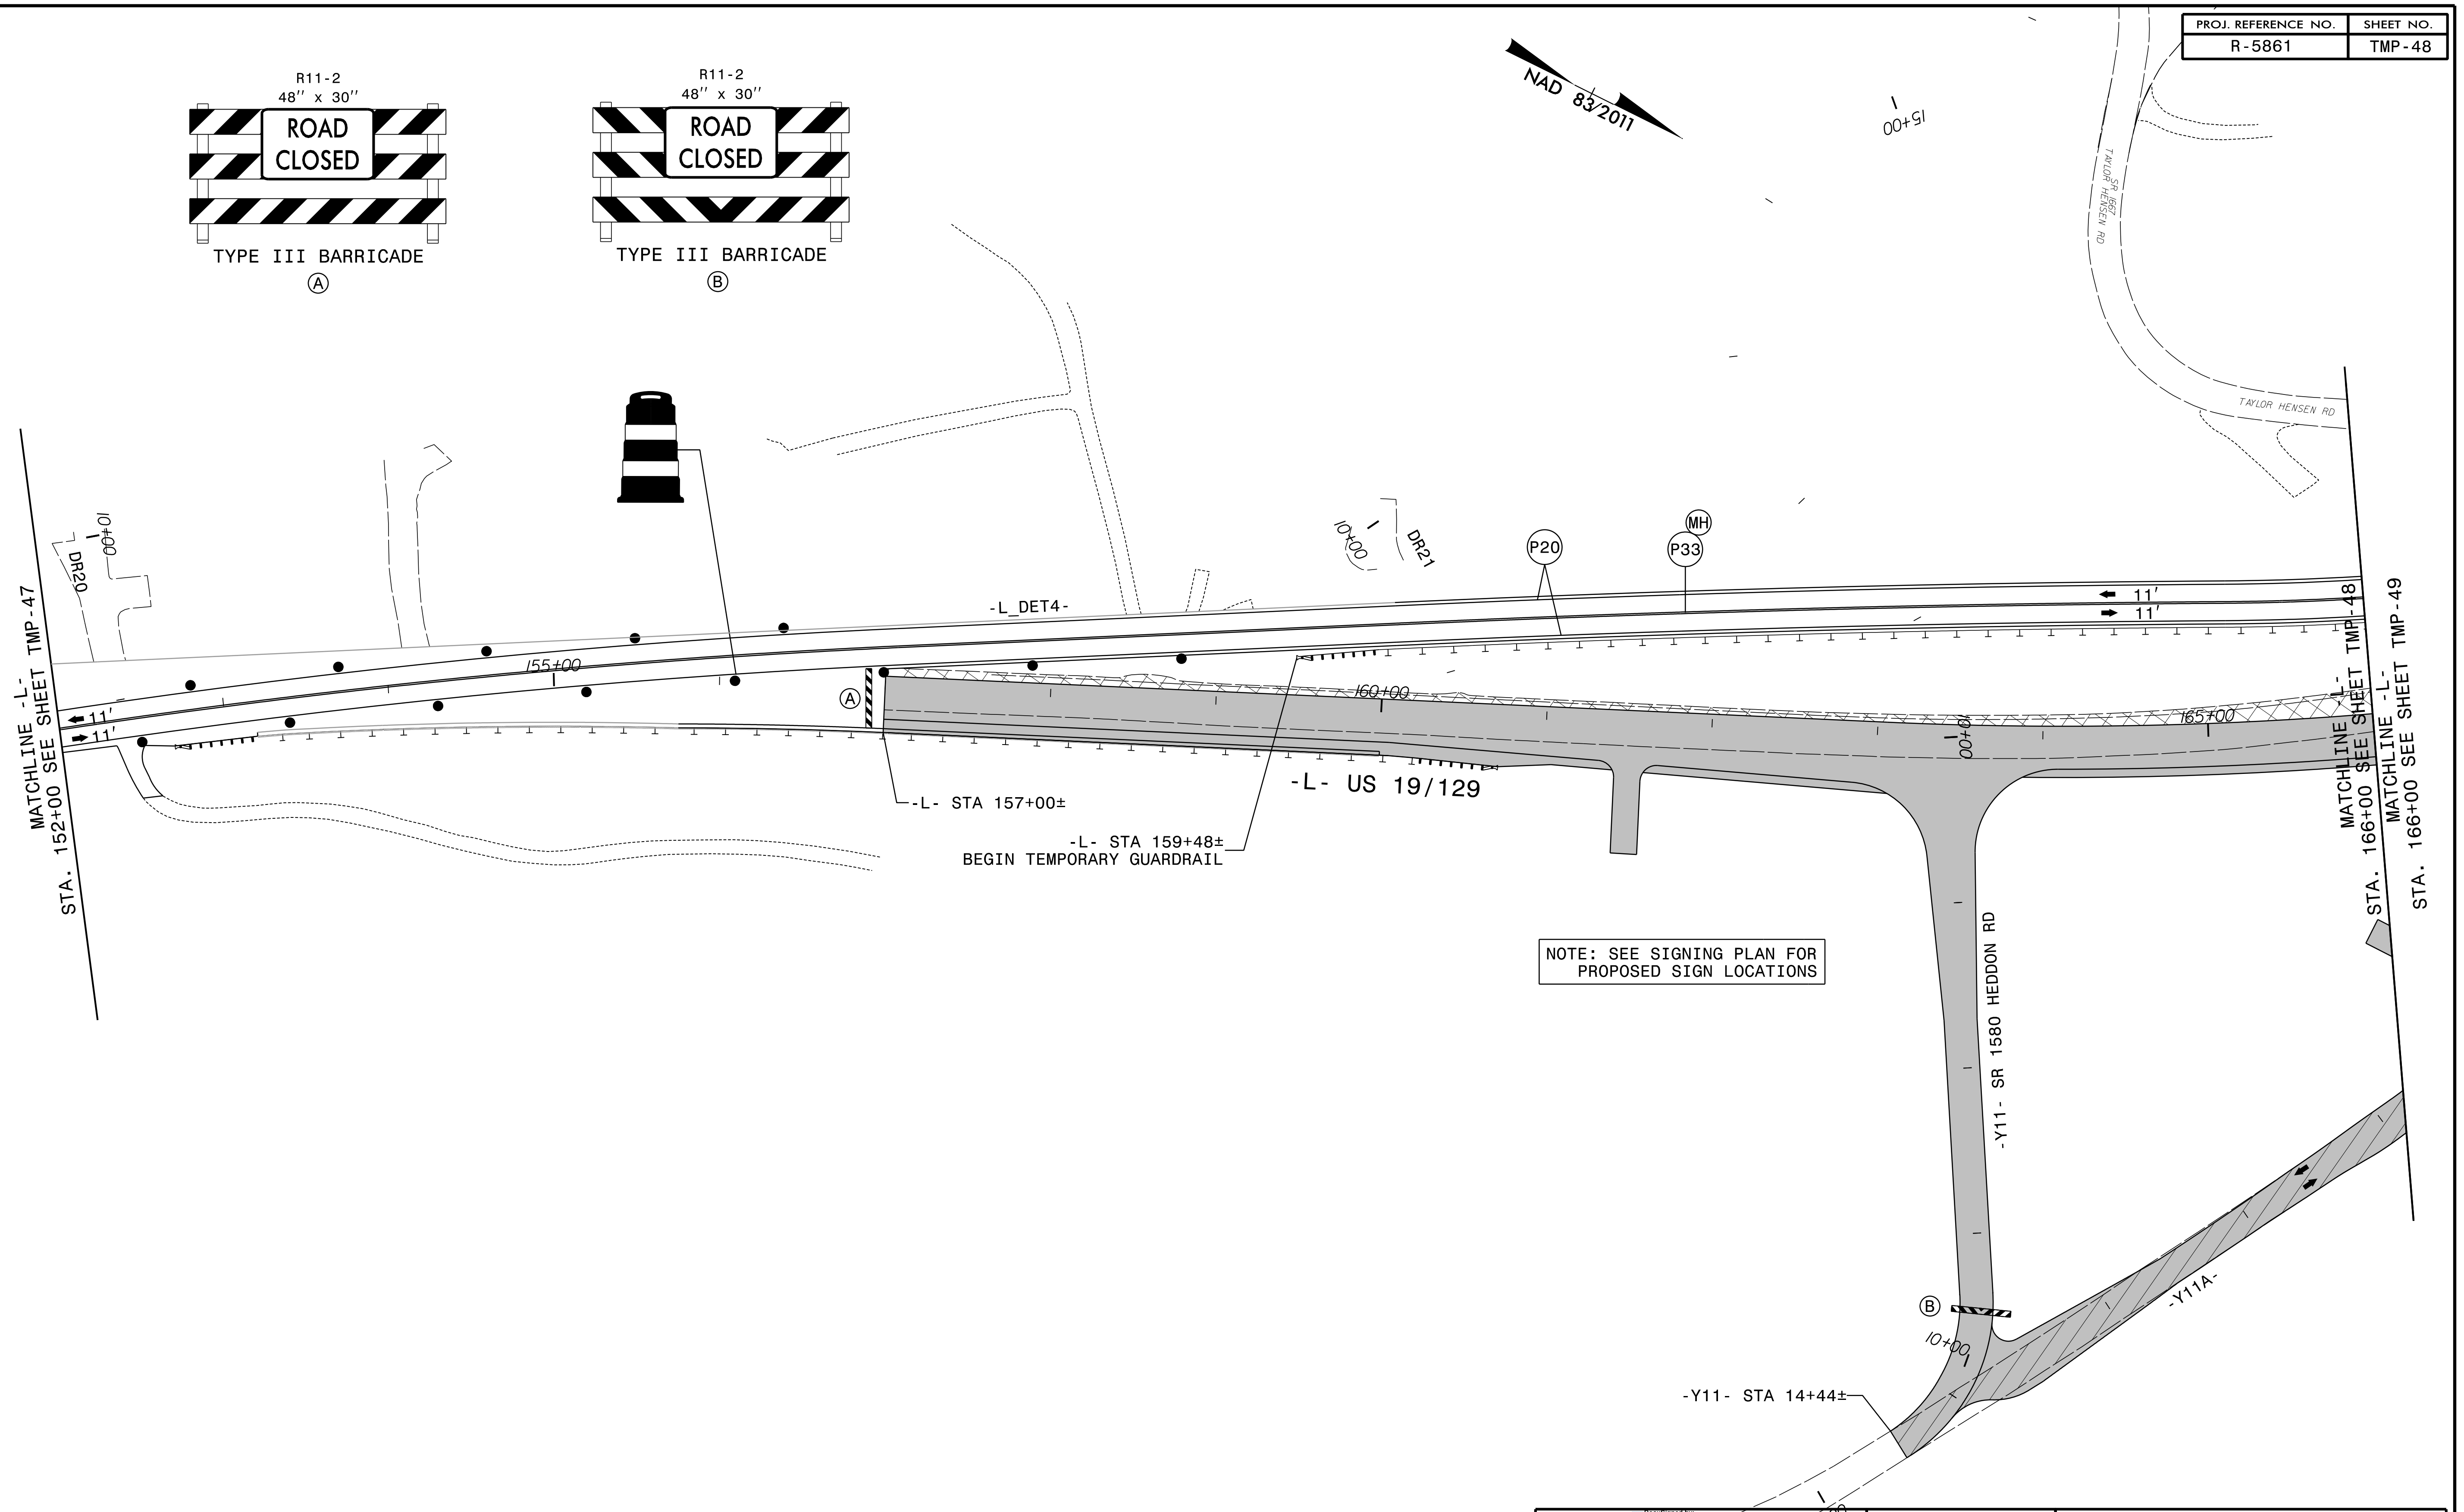 PROJ. REFERENCE NO.
SHEET NO.
R-5861
TMP-48
R11-2
48'' x 30''
ROAD
CLOSED
TYPE III BARRICADE
A
R11-2
48'' x 30''
ROAD
CLOSED
TYPE III BARRICADE
B
NAD 83/2011
15+00
SR 1667
TAYLOR HENSEN RD
TAYLOR HENSEN RD
10+00
DR20
10+00
DR21
P20
MH
P33
-L_DET4-
11'
11'
155+00
160+00
165+00
10+00
11'
11'
A
MATCHLINE -L-
STA. 152+00 SEE SHEET TMP-47
-L- STA 157+00±
-L- US 19/129
-L- STA 159+48±
BEGIN TEMPORARY GUARDRAIL
MATCHLINE -L-
STA. 166+00 SEE SHEET TMP-48
MATCHLINE -L-
STA. 166+00 SEE SHEET TMP-49
NOTE: SEE SIGNING PLAN FOR
PROPOSED SIGN LOCATIONS
-Y11- SR 1580 HEDDON RD
B
10+00
-Y11A-
-Y11- STA 14+44±